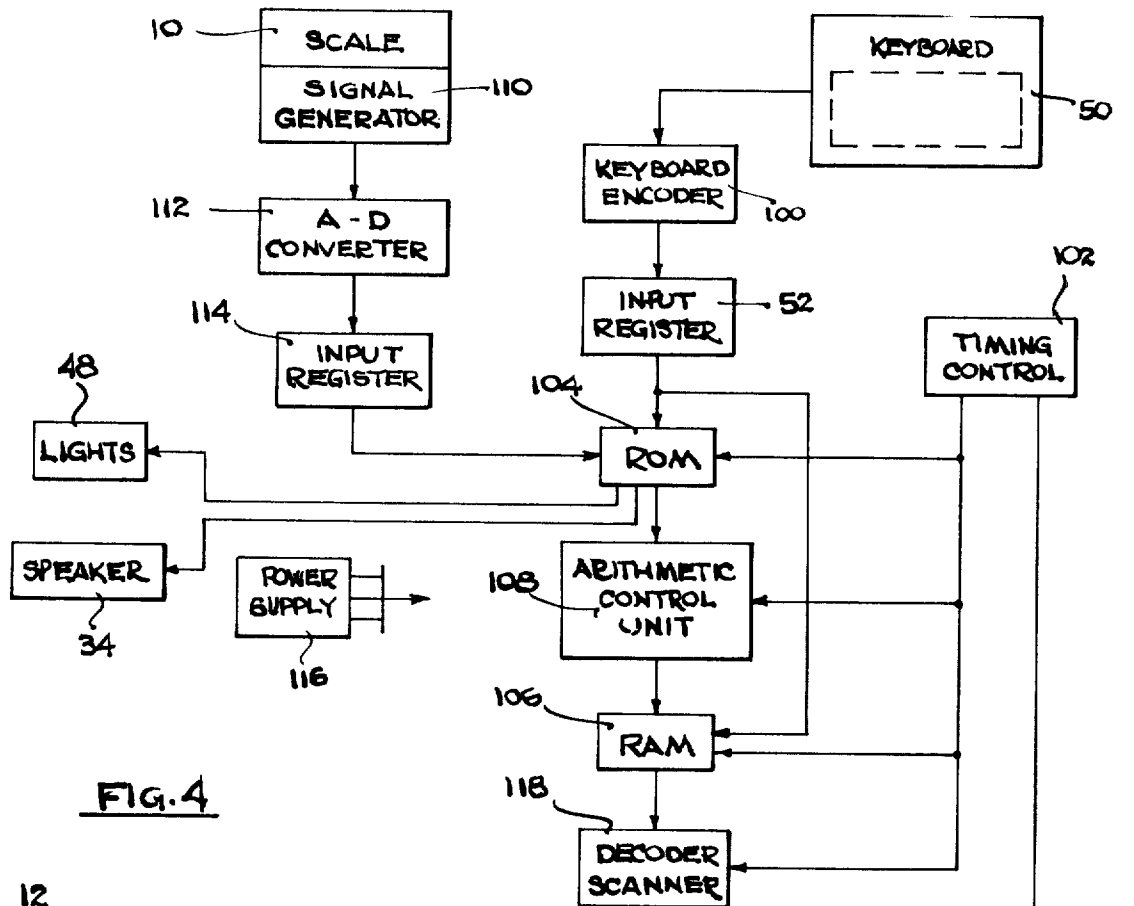 10
SCALE
SIGNAL
GENERATOR
110
KEYBOARD
50
KEYBOARD
ENCODER
100
112
A-D
CONVERTER
102
114
INPUT
REGISTER
INPUT
REGISTER
52
TIMING
CONTROL
48
LIGHTS
104
ROM
SPEAKER
34
POWER
SUPPLY
116
ARITHMETIC
CONTROL
UNIT
108
106
RAM
FIG.4
118
DECODER
SCANNER
12